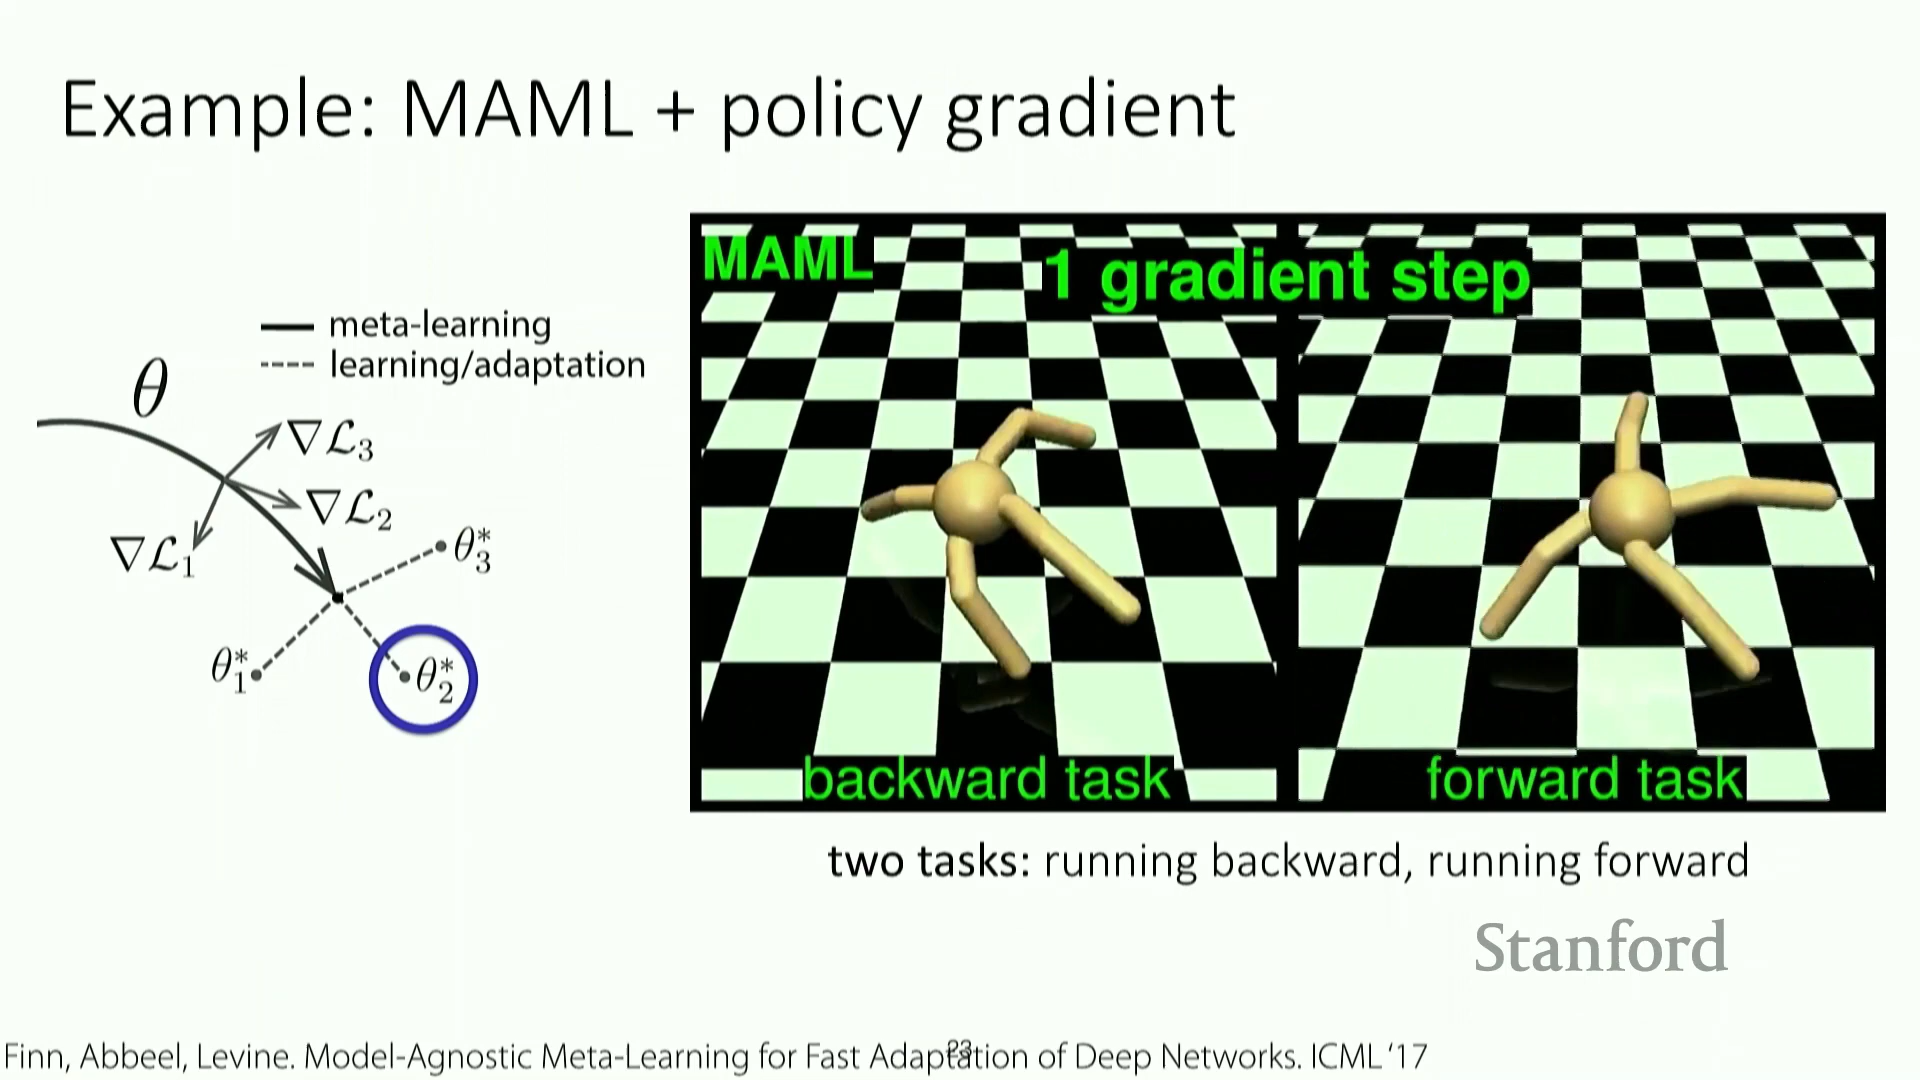 Example: MAML + policy gradient
meta-learning
learning/adaptation
θ
∇ℒ₃
∇ℒ₂
∇ℒ₁
θ₃*
θ₁*
θ₂*
MAML
1 gradient step
backward task
forward task
two tasks: running backward, running forward
Stanford
Finn, Abbeel, Levine. Model-Agnostic Meta-Learning for Fast Adaptation of Deep Networks. ICML ‘17
23